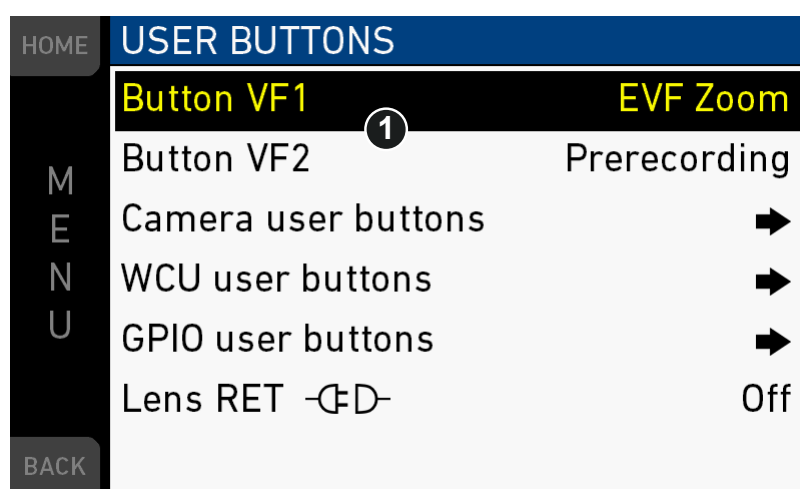 HOME USER BUTTONS
Button VF1 EVF Zoom
1
Button VF2 Prerecording
Camera user buttons
WCU user buttons
GPIO user buttons
Lens RET Off
MENU
BACK